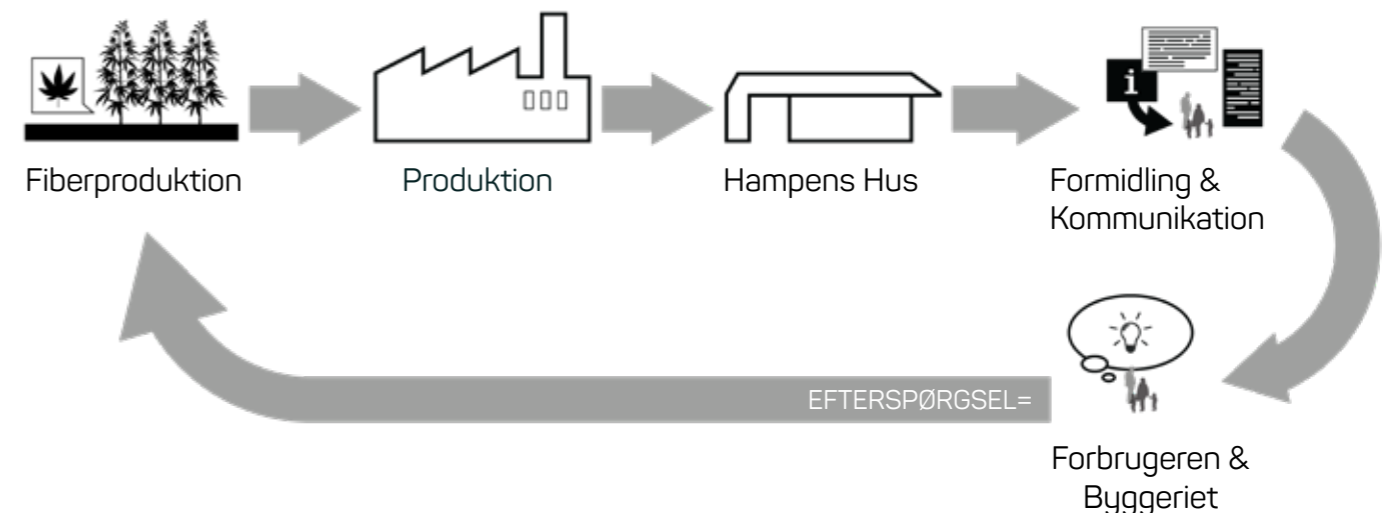 i
Fiberproduktion
Produktion
Hampens Hus
Formidling &
Kommunikation
EFTERSPØRGSEL=
Forbrugeren &
Byggeriet